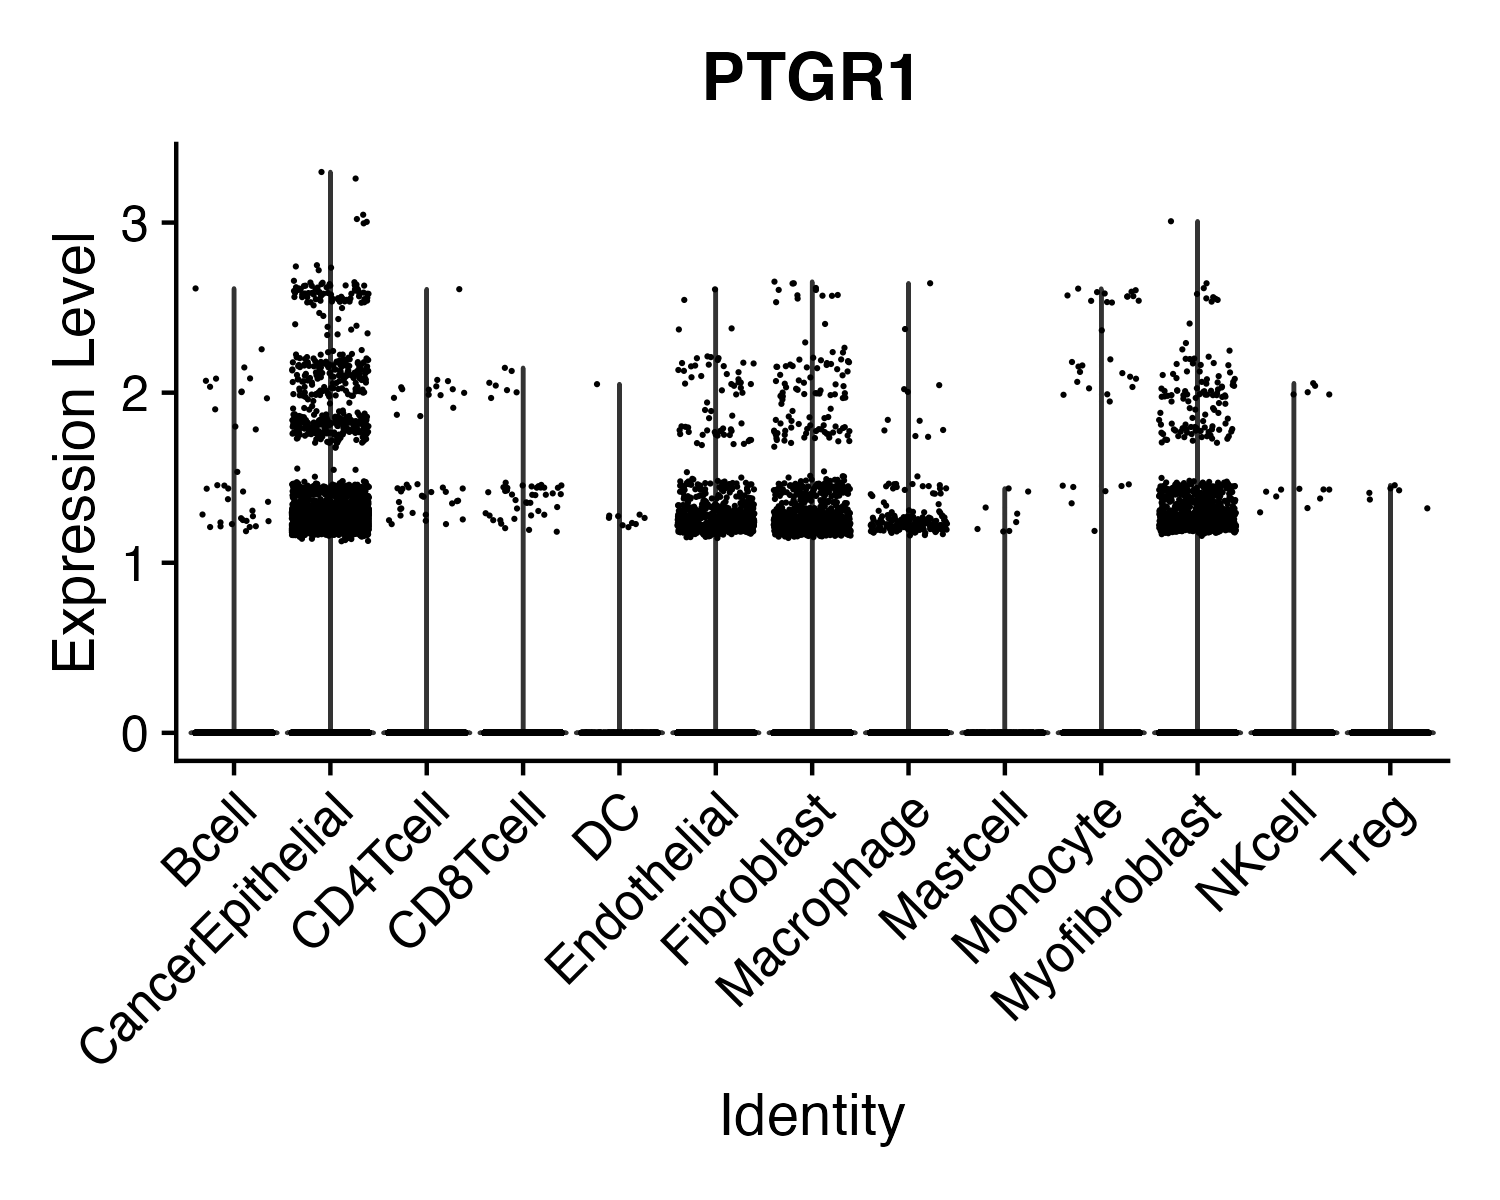 PTGR1
Expression Level
3
2
1
0
Bcell
CancerEpithelial
CD4Tcell
CD8Tcell
DC
Endothelial
Fibroblast
Macrophage
Mastcell
Monocyte
Myofibroblast
NKcell
Treg
Identity